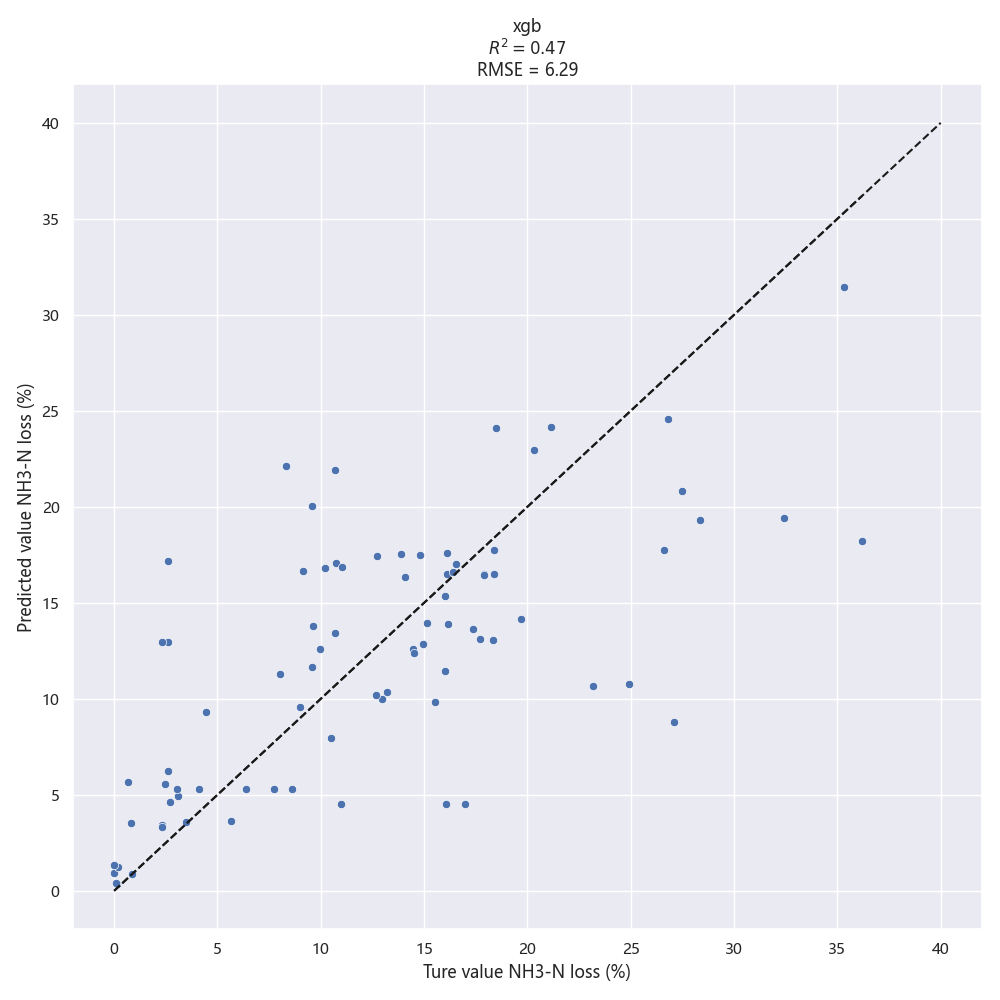 xgb
R² = 0.47
RMSE = 6.29
Predicted value NH3-N loss (%)
40
35
30
25
20
15
10
5
0
0 5 10 15 20 25 30 35 40
Ture value NH3-N loss (%)